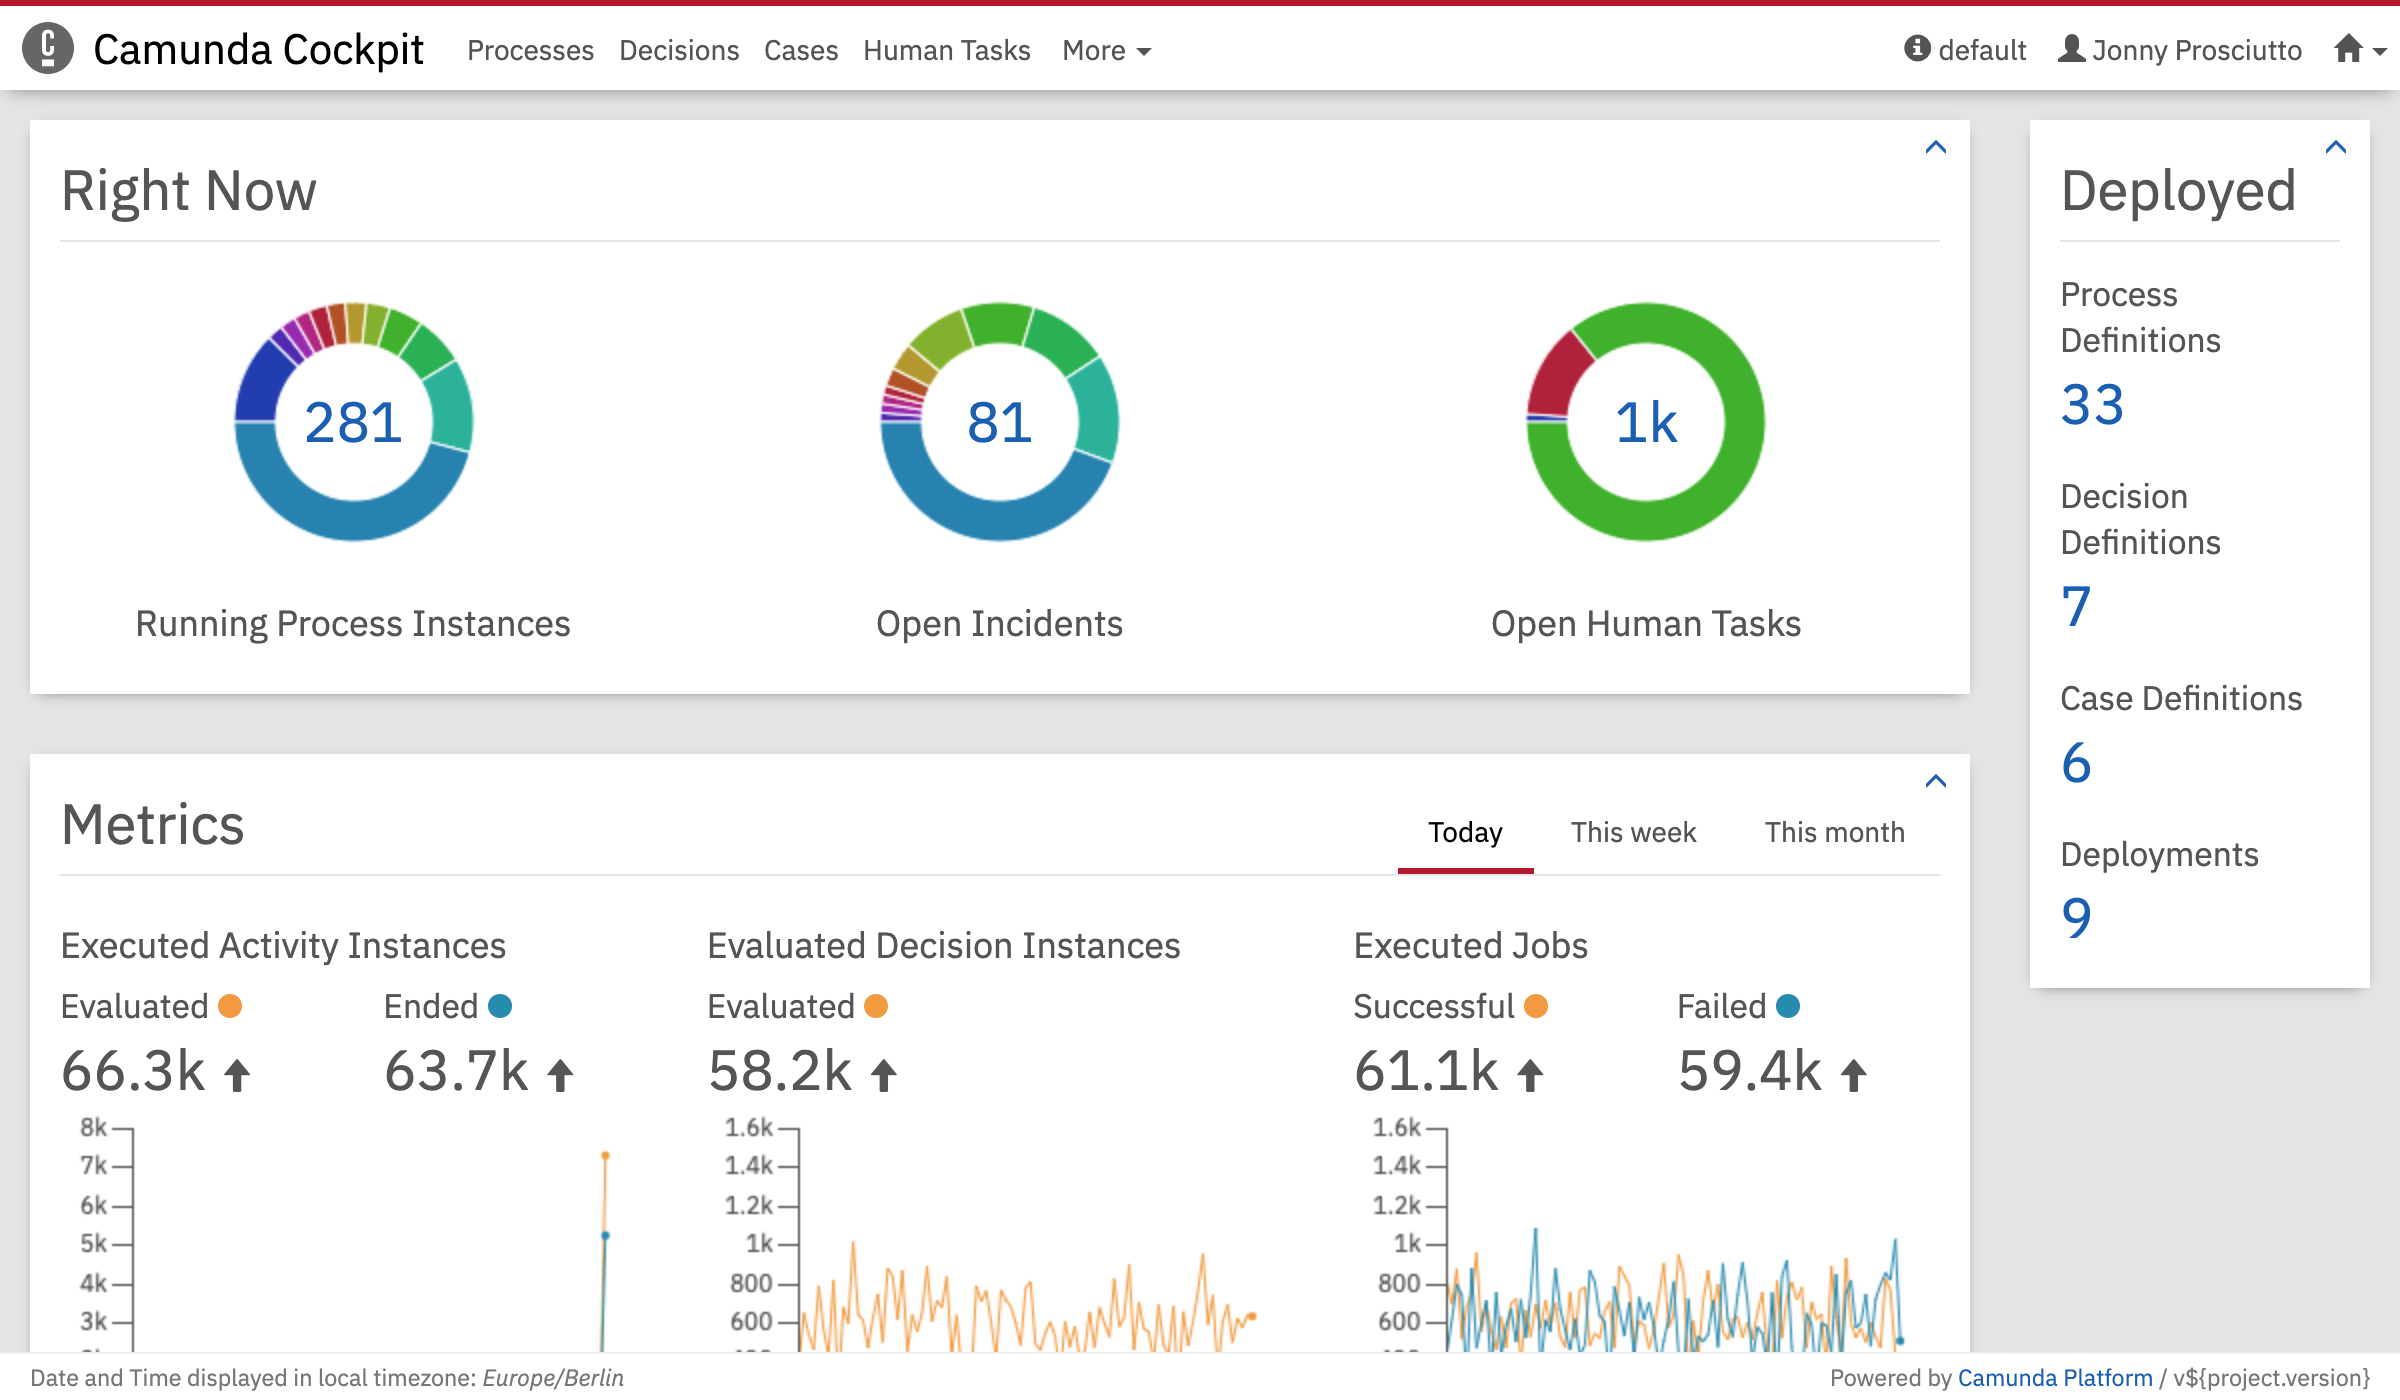 Camunda Cockpit Processes Decisions Cases Human Tasks More default Jonny Prosciutto
Right Now
281
81
1k
Running Process Instances
Open Incidents
Open Human Tasks
Deployed
Process
Definitions
33
Decision
Definitions
7
Case Definitions
6
Deployments
9
Metrics
Today This week This month
Executed Activity Instances
Evaluated Ended
66.3k 63.7k
8k
7k
6k
5k
4k
3k
Evaluated Decision Instances
Evaluated
58.2k
1.6k
1.4k
1.2k
1k
800
600
Executed Jobs
Successful Failed
61.1k 59.4k
1.6k
1.4k
1.2k
1k
800
600
Date and Time displayed in local timezone: Europe/Berlin
Powered by Camunda Platform / v${project.version}